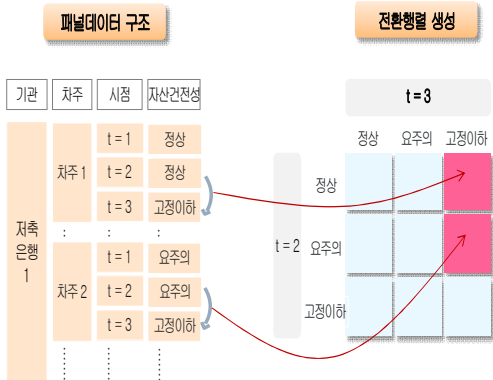 패널데이터 구조
전환행렬 생성
기관 차주 시점 자산건전성
t = 3
정상 요주의 고정이하
저축
은행
1
차주 1
t = 1 정상
t = 2 정상
t = 3 고정이하
: : :
차주 2
t = 1 요주의
t = 2 요주의
t = 3 고정이하
t = 2
정상
요주의
고정이하